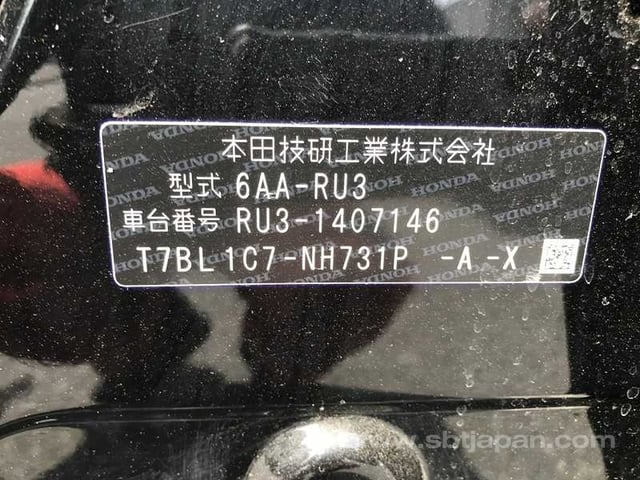 本田技研工業株式会社
型式 6AA-RU3
車台番号 RU3-1407146
T7BL1C7-NH731P -A -X
www.sbtjapan.com